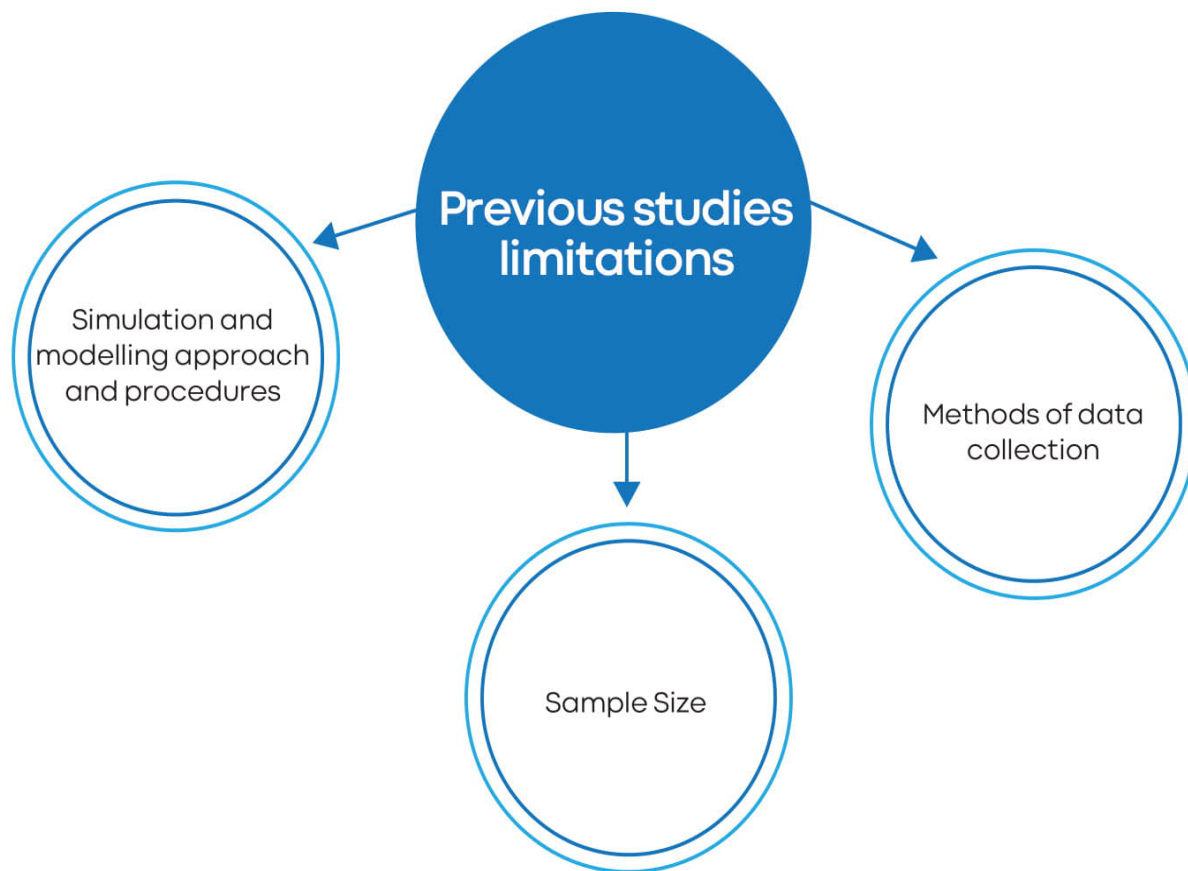 Previous studies
limitations
Simulation and
modelling approach
and procedures
Methods of data
collection
Sample Size